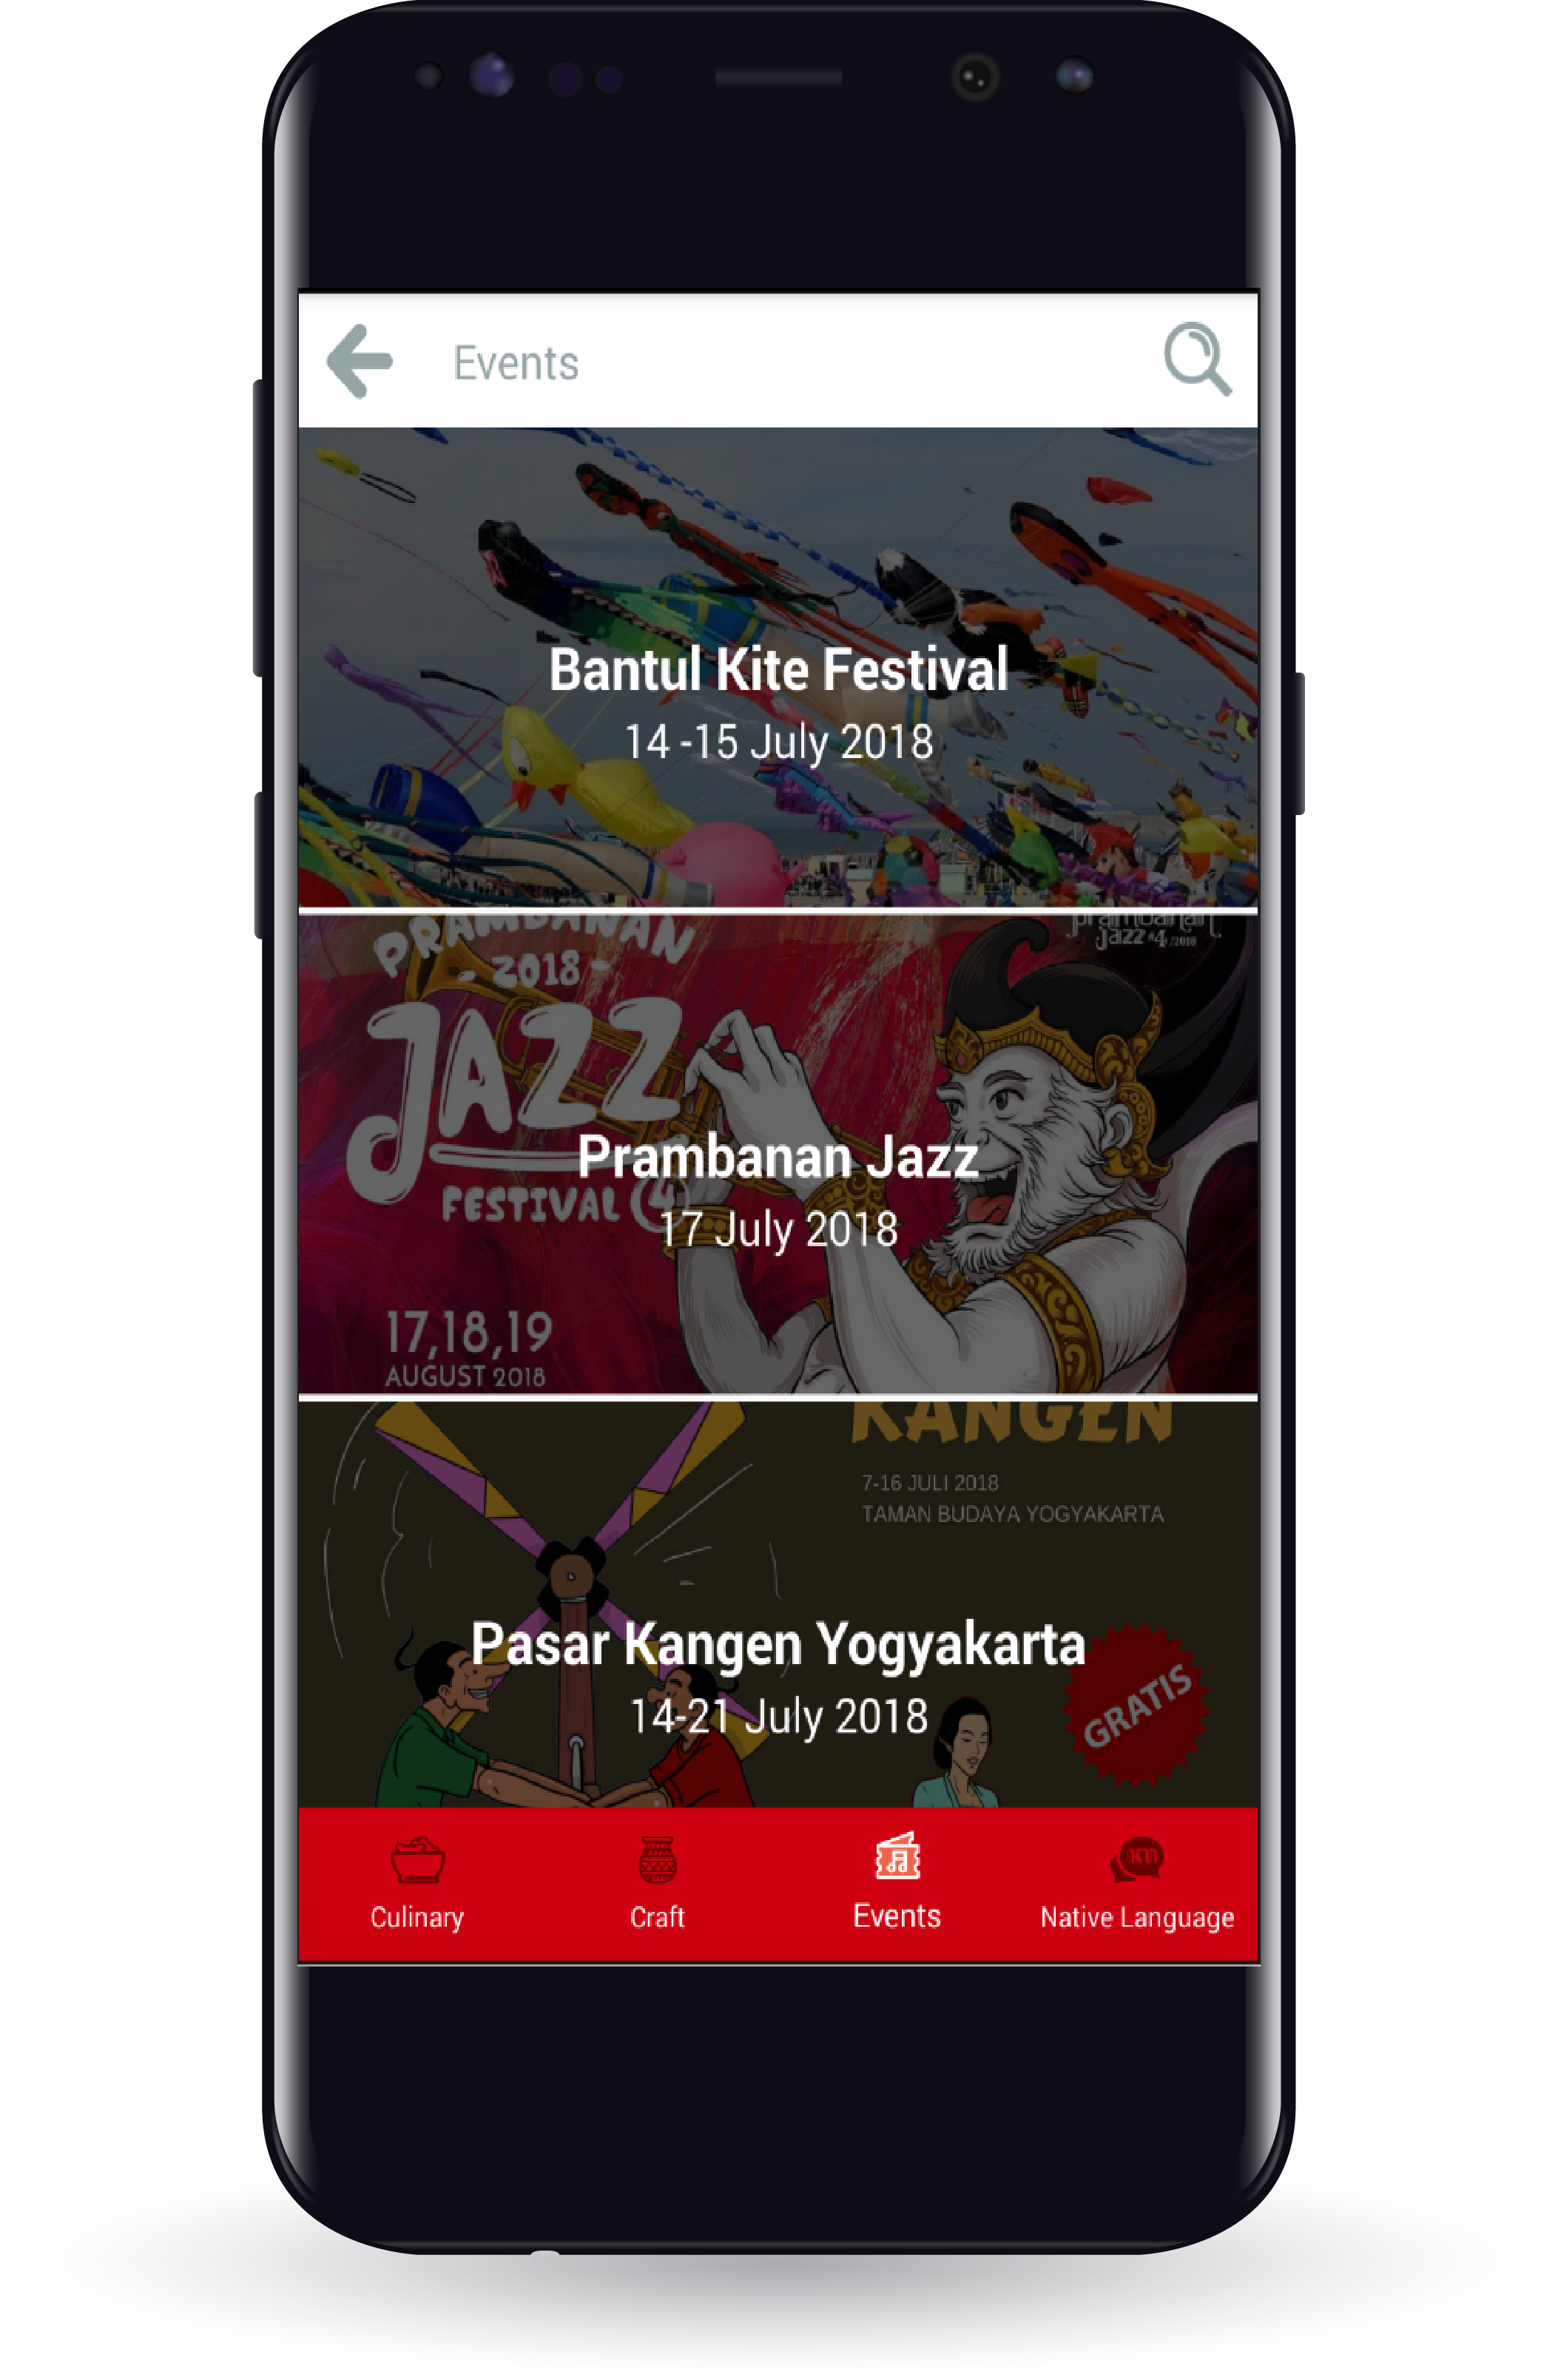 Events
Bantul Kite Festival
14 -15 July 2018
PRAMBANAN
- 2018 -
JAZZ
FESTIVAL 4
prambanan
jazz #4 /2018
Prambanan Jazz
17 July 2018
17,18,19
AUGUST 2018
KANGEN
7-16 JULI 2018
TAMAN BUDAYA YOGYAKARTA
Pasar Kangen Yogyakarta
14-21 July 2018
GRATIS
Culinary
Craft
Events
Native Language